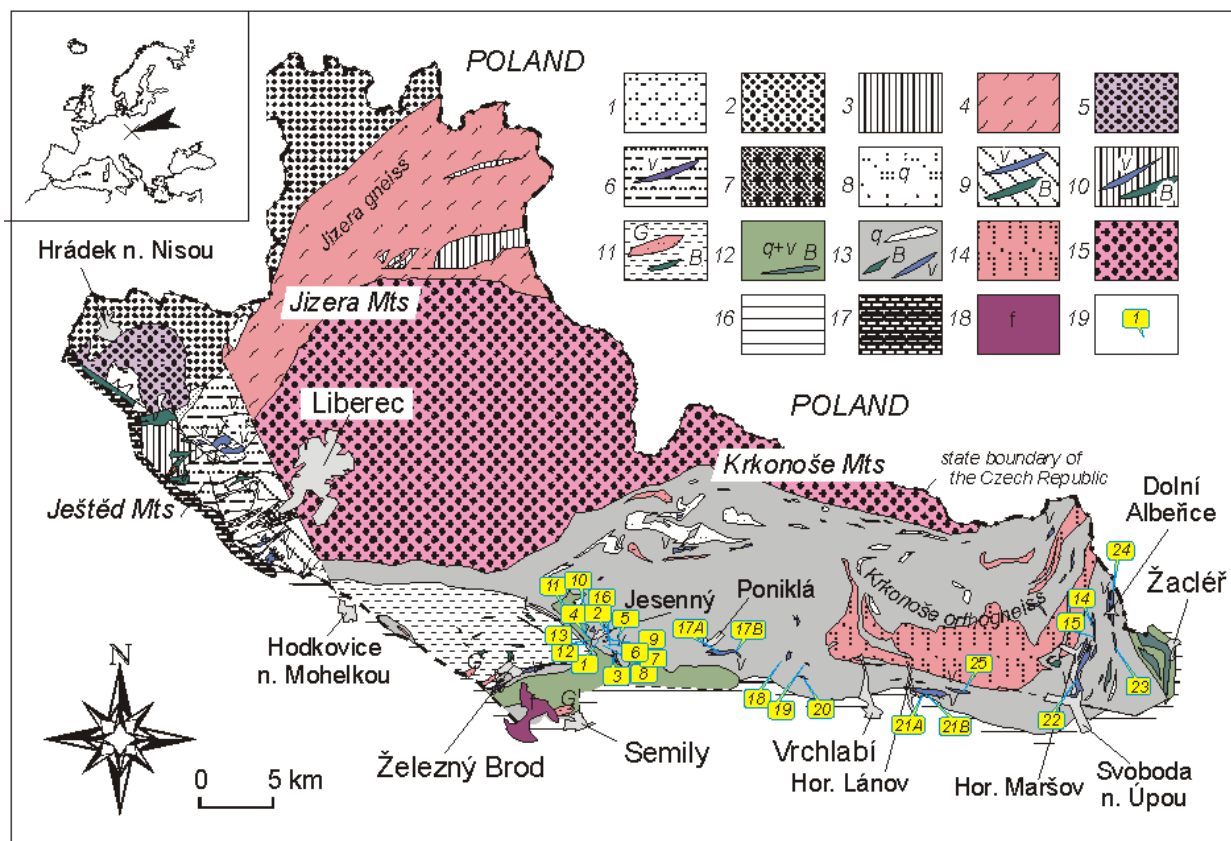 POLAND
1
2
3
4
5
6
v
7
8
q
9
v
B
10
v
B
11
G
B
12
q+v
B
13
q
B
v
14
15
16
17
18
f
19
1
Jizera gneiss
Hrádek n. Nisou
Jizera Mts
Liberec
POLAND
Krkonoše Mts
state boundary of
the Czech Republic
Ještěd Mts
Dolní
Albeřice
Žacléř
Krkonoše orthogneiss
Poniklá
Jesenný
11
10
16
4
2
5
13
12
9
6
7
1
3
8
17A
17B
24
14
15
25
23
18
19
20
21A
21B
22
v
G
G
Hodkovice
n. Mohelkou
Železný Brod
Semily
Vrchlabí
Hor. Lánov
Hor. Maršov
Svoboda
n. Úpou
N
0 5 km